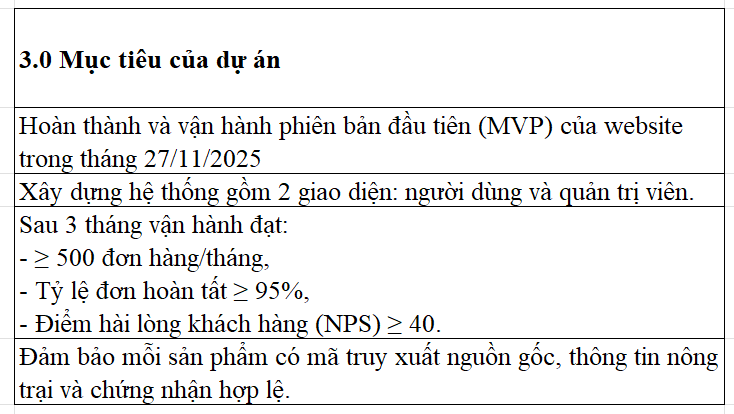 3.0 Mục tiêu của dự án
Hoàn thành và vận hành phiên bản đầu tiên (MVP) của website
trong tháng 27/11/2025
Xây dựng hệ thống gồm 2 giao diện: người dùng và quản trị viên.
Sau 3 tháng vận hành đạt:
- ≥ 500 đơn hàng/tháng,
- Tỷ lệ đơn hoàn tất ≥ 95%,
- Điểm hài lòng khách hàng (NPS) ≥ 40.
Đảm bảo mỗi sản phẩm có mã truy xuất nguồn gốc, thông tin nông
trại và chứng nhận hợp lệ.